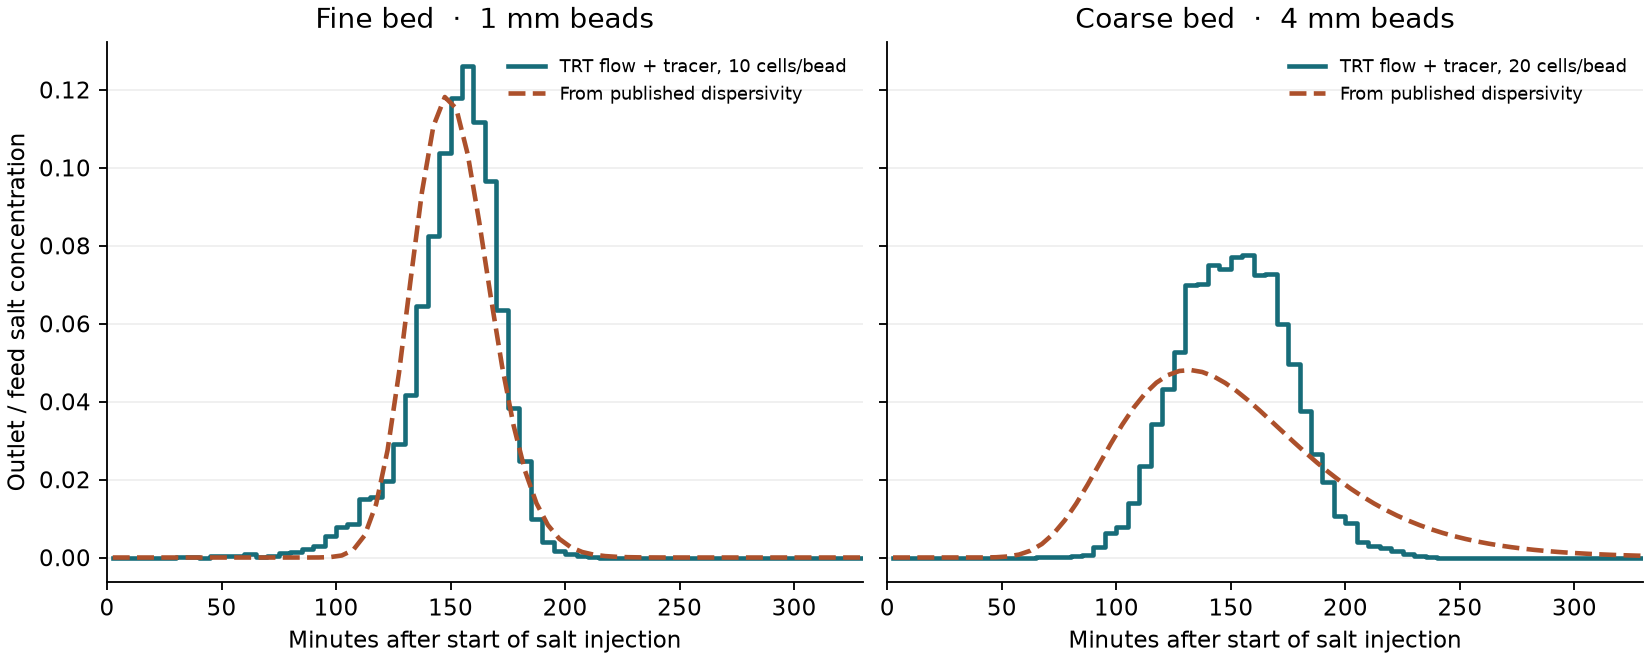 Fine bed · 1 mm beads
TRT flow + tracer, 10 cells/bead
From published dispersivity
Outlet / feed salt concentration
0.12
0.10
0.08
0.06
0.04
0.02
0.00
0 50 100 150 200 250 300
Minutes after start of salt injection
Coarse bed · 4 mm beads
TRT flow + tracer, 20 cells/bead
From published dispersivity
0 50 100 150 200 250 300
Minutes after start of salt injection